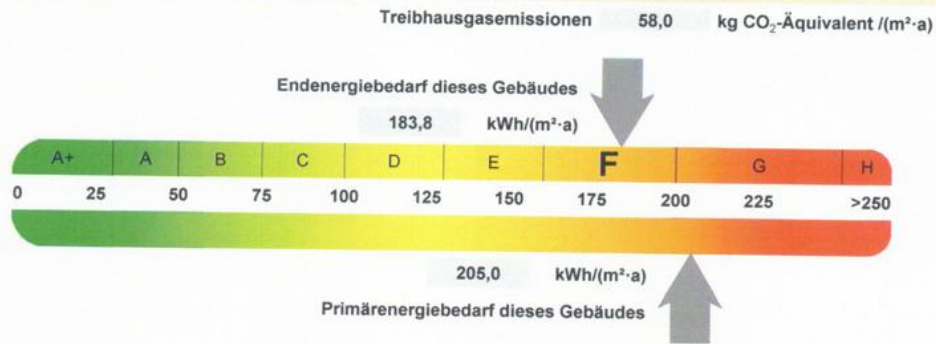 Treibhausgasemissionen 58,0 kg CO₂-Äquivalent /(m²·a)
Endenergiebedarf dieses Gebäudes
183,8 kWh/(m²·a)
A+ A B C D E F G H
0 25 50 75 100 125 150 175 200 225 >250
205,0 kWh/(m²·a)
Primärenergiebedarf dieses Gebäudes